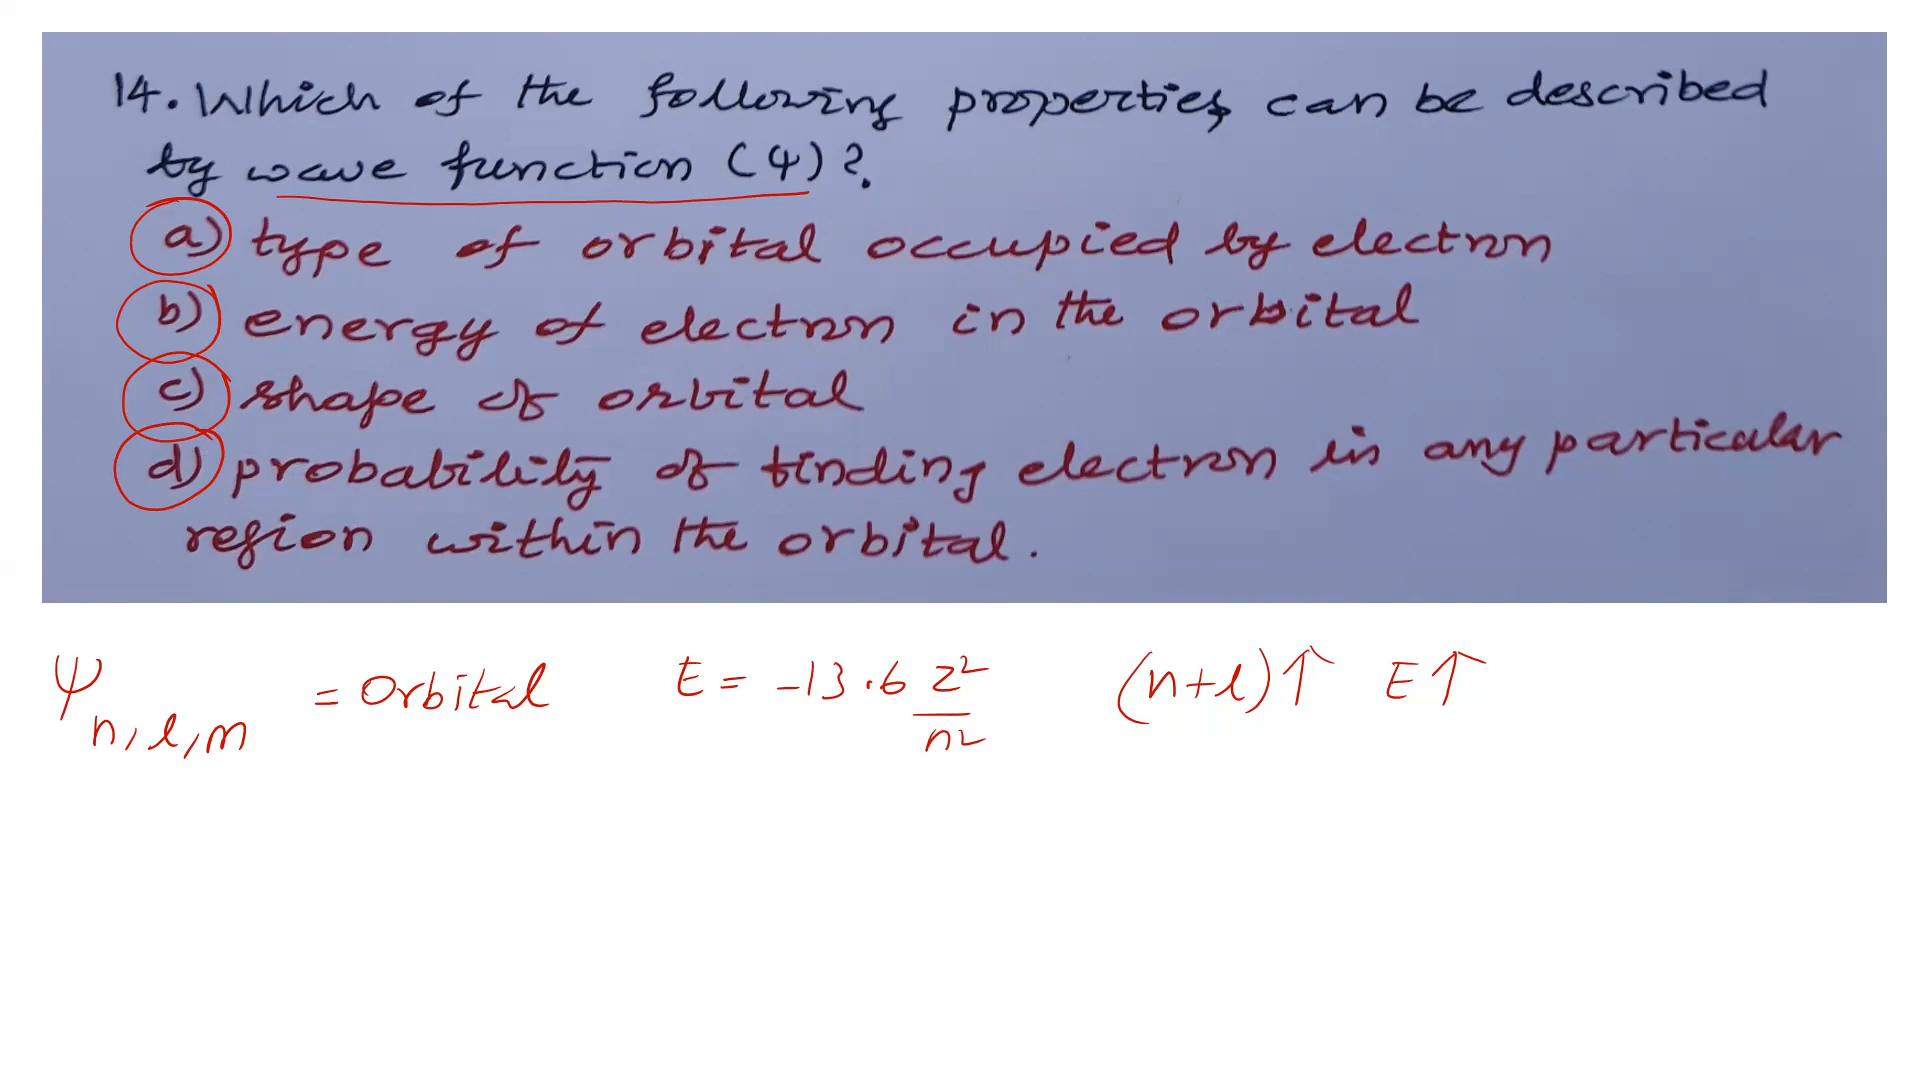 14. Which of the following properties can be described
by wave function (ψ)?
a) type of orbital occupied by electron
b) energy of electron in the orbital
c) shape of orbital
d) probability of finding electron in any particular
region within the orbital.
ψ n,l,m = Orbital E = -13.6 Z²/n² (n+l)↑ E↑